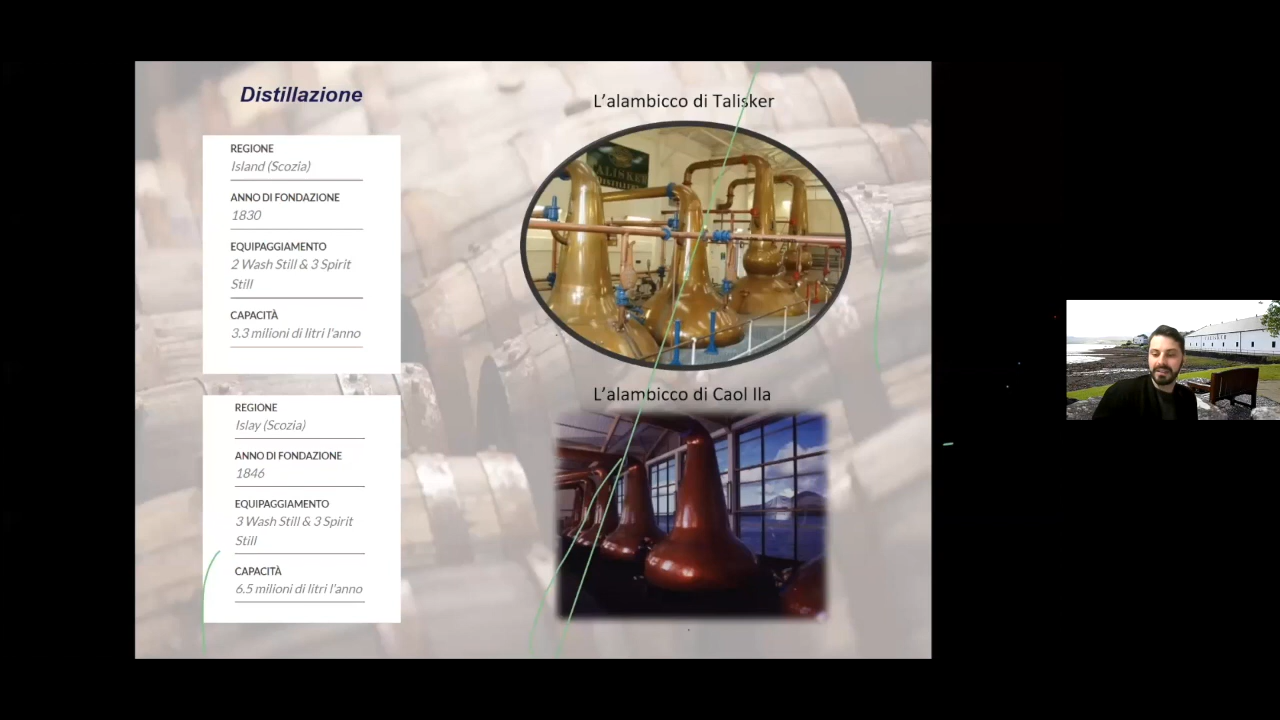 Distillazione
REGIONE
Island (Scozia)
ANNO DI FONDAZIONE
1830
EQUIPAGGIAMENTO
2 Wash Still & 3 Spirit
Still
CAPACITÀ
3.3 milioni di litri l'anno
REGIONE
Islay (Scozia)
ANNO DI FONDAZIONE
1846
EQUIPAGGIAMENTO
3 Wash Still & 3 Spirit
Still
CAPACITÀ
6.5 milioni di litri l'anno
L'alambicco di Talisker
TALISKER
DISTILLERY
L'alambicco di Caol Ila